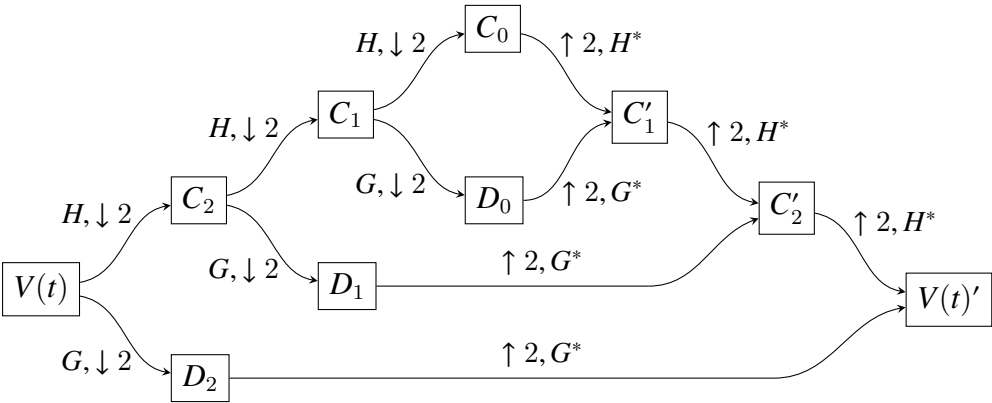 C₀
H, ↓ 2
↑ 2, H*
C₁
C′₁
H, ↓ 2
↑ 2, H*
G, ↓ 2
D₀
↑ 2, G*
C₂
C′₂
H, ↓ 2
↑ 2, H*
G, ↓ 2
↑ 2, G*
V(t)
D₁
V(t)′
G, ↓ 2
↑ 2, G*
D₂